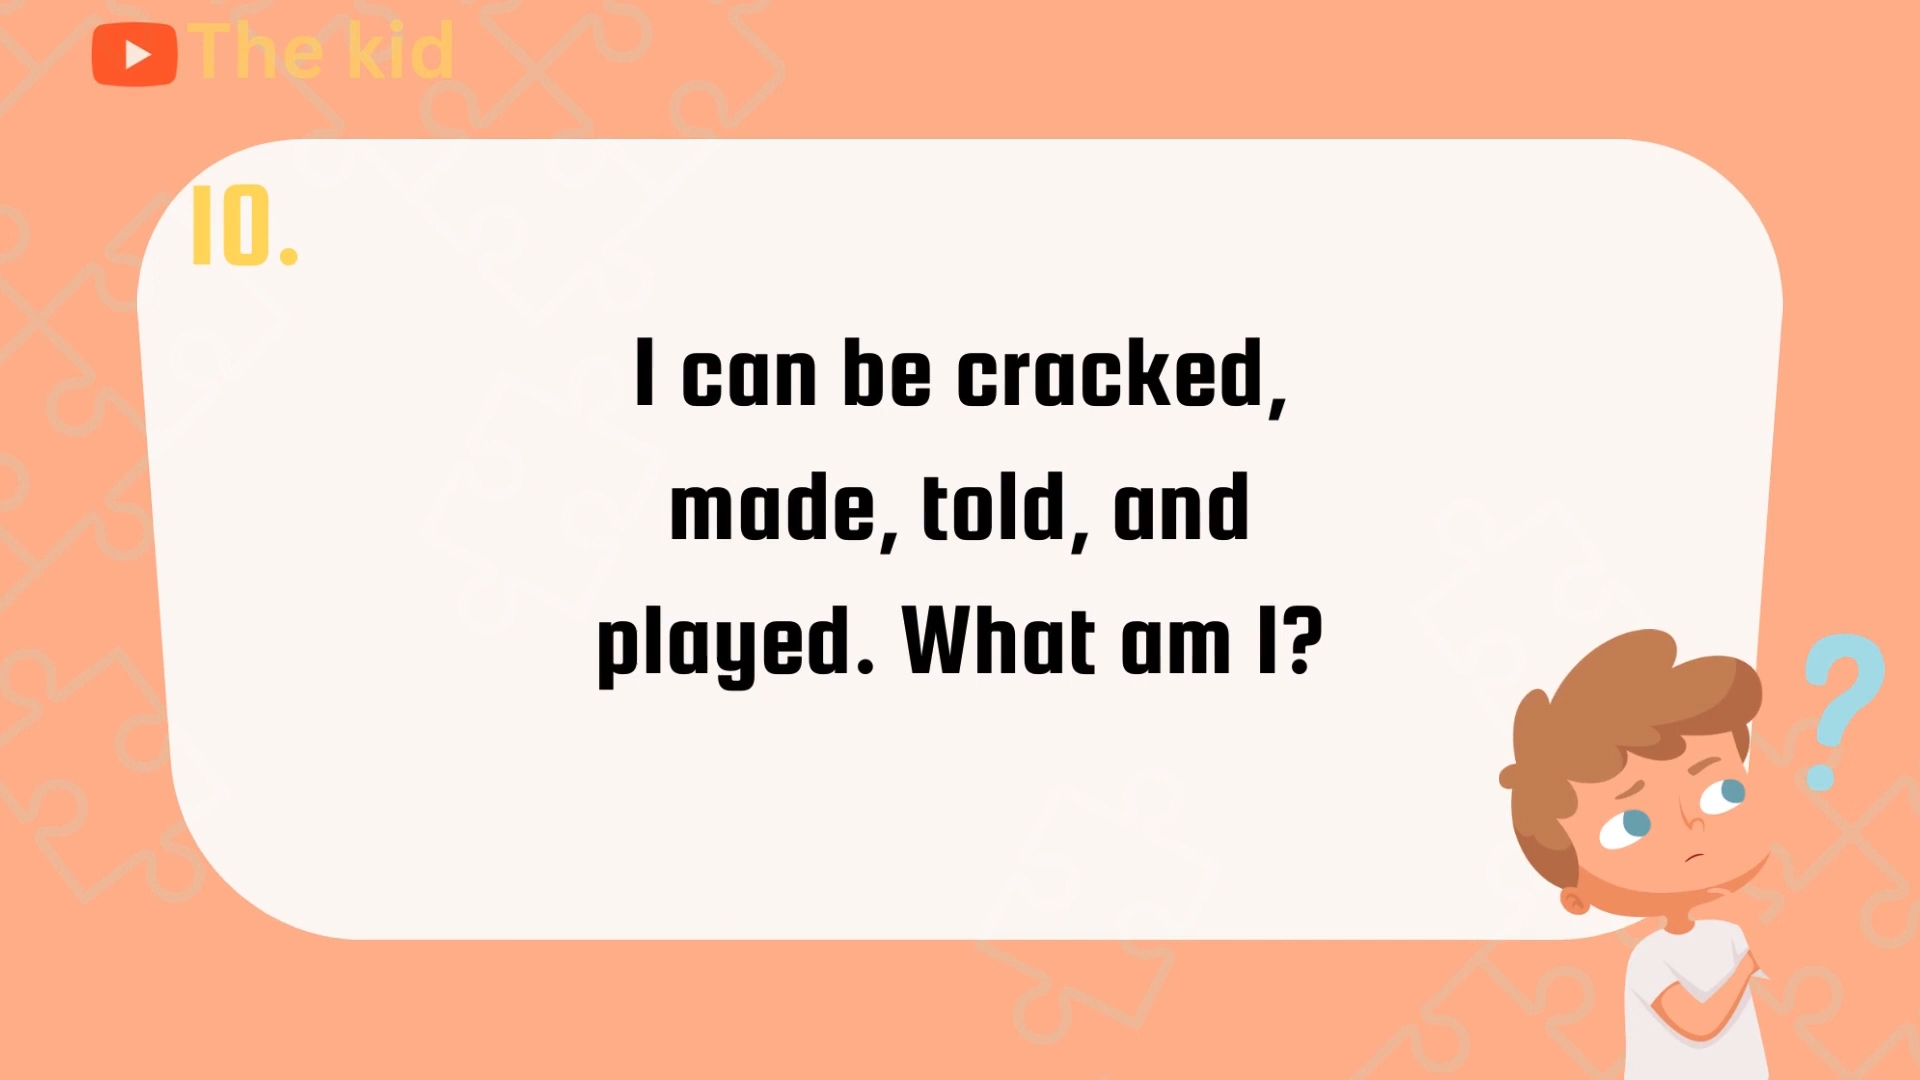 The kid
10.
I can be cracked,
made, told, and
played. What am I?
?